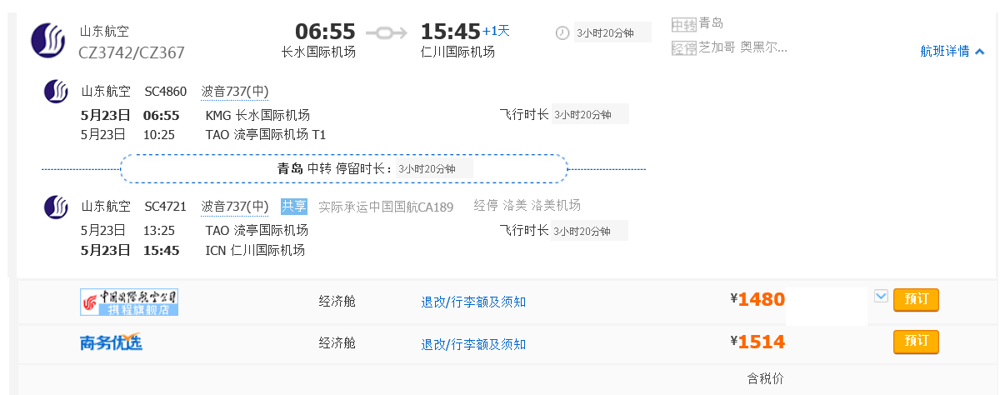 山东航空
CZ3742/CZ367
06:55
长水国际机场
15:45+1天
仁川国际机场
3小时20分钟
中转 青岛
经停 芝加哥 奥黑尔...
航班详情
山东航空 SC4860 波音737(中)
5月23日 06:55 KMG 长水国际机场
飞行时长 3小时20分钟
5月23日 10:25 TAO 流亭国际机场 T1
青岛 中转 停留时长： 3小时20分钟
山东航空 SC4721 波音737(中) 共享 实际承运中国国航CA189 经停 洛美 洛美机场
5月23日 13:25 TAO 流亭国际机场
飞行时长 3小时20分钟
5月23日 15:45 ICN 仁川国际机场
中国国际航空公司
携程旗舰店
经济舱 退改/行李额及须知 ¥1480 预订
商务优选 经济舱 退改/行李额及须知 ¥1514 预订
含税价